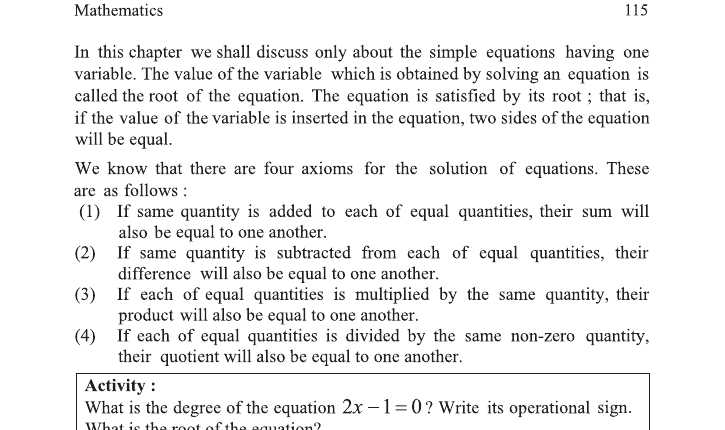 Mathematics 115
In this chapter we shall discuss only about the simple equations having one
variable. The value of the variable which is obtained by solving an equation is
called the root of the equation. The equation is satisfied by its root ; that is,
if the value of the variable is inserted in the equation, two sides of the equation
will be equal.
We know that there are four axioms for the solution of equations. These
are as follows :
(1) If same quantity is added to each of equal quantities, their sum will
also be equal to one another.
(2) If same quantity is subtracted from each of equal quantities, their
difference will also be equal to one another.
(3) If each of equal quantities is multiplied by the same quantity, their
product will also be equal to one another.
(4) If each of equal quantities is divided by the same non-zero quantity,
their quotient will also be equal to one another.
Activity :
What is the degree of the equation 2x − 1 = 0 ? Write its operational sign.
What is the root of the equation?